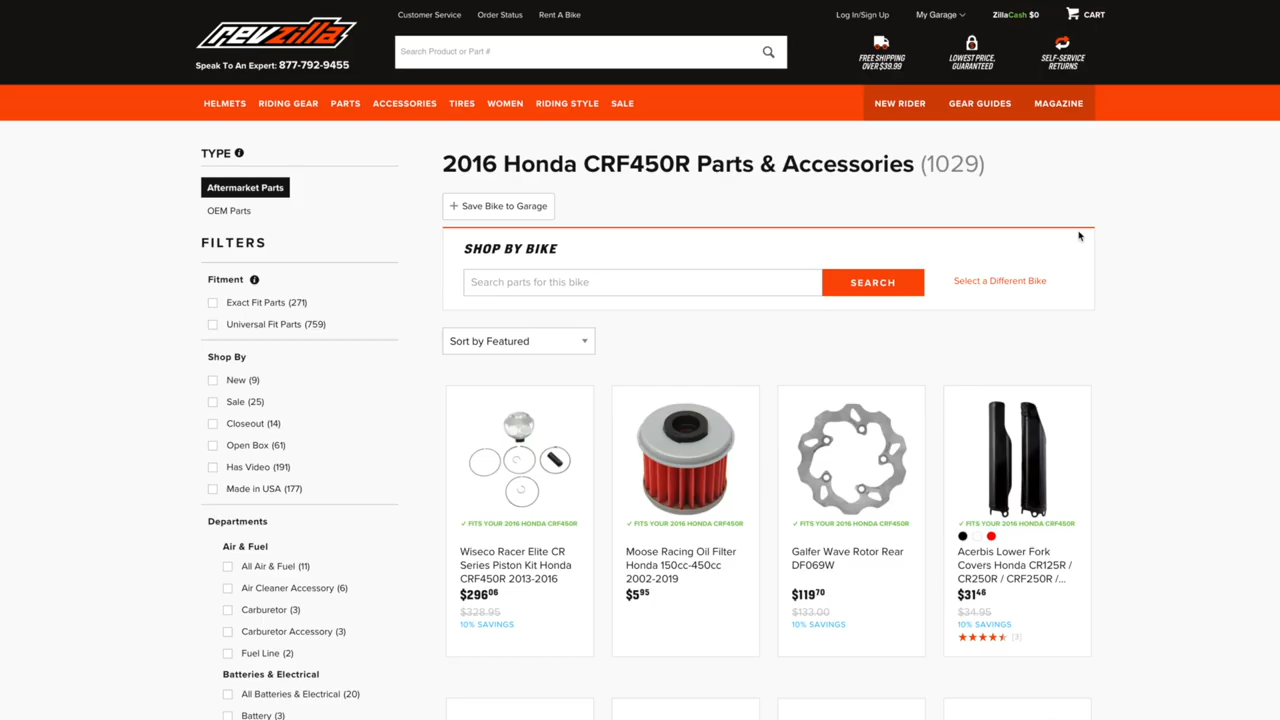 Customer Service
Order Status
Rent A Bike
Log In/Sign Up
My Garage
ZillaCash $0
CART
revzilla
Speak To An Expert: 877-792-9455
Search Product or Part #
FREE SHIPPING
OVER $39.99
LOWEST PRICE,
GUARANTEED
SELF-SERVICE
RETURNS
HELMETS
RIDING GEAR
PARTS
ACCESSORIES
TIRES
WOMEN
RIDING STYLE
SALE
NEW RIDER
GEAR GUIDES
MAGAZINE
TYPE
Aftermarket Parts
OEM Parts
FILTERS
Fitment
Exact Fit Parts (271)
Universal Fit Parts (759)
Shop By
New (9)
Sale (25)
Closeout (14)
Open Box (61)
Has Video (191)
Made in USA (177)
Departments
Air & Fuel
All Air & Fuel (11)
Air Cleaner Accessory (6)
Carburetor (3)
Carburetor Accessory (3)
Fuel Line (2)
Batteries & Electrical
All Batteries & Electrical (20)
Battery (3)
2016 Honda CRF450R Parts & Accessories (1029)
+ Save Bike to Garage
SHOP BY BIKE
Search parts for this bike
SEARCH
Select a Different Bike
Sort by Featured
✓ FITS YOUR 2016 HONDA CRF450R
Wiseco Racer Elite CR
Series Piston Kit Honda
CRF450R 2013-2016
$296.06
$328.95
10% SAVINGS
✓ FITS YOUR 2016 HONDA CRF450R
Moose Racing Oil Filter
Honda 150cc-450cc
2002-2019
$5.95
✓ FITS YOUR 2016 HONDA CRF450R
Galfer Wave Rotor Rear
DF069W
$119.70
$133.00
10% SAVINGS
✓ FITS YOUR 2016 HONDA CRF450R
Acerbis Lower Fork
Covers Honda CR125R /
CR250R / CRF250R /...
$31.46
$34.95
10% SAVINGS
[3]